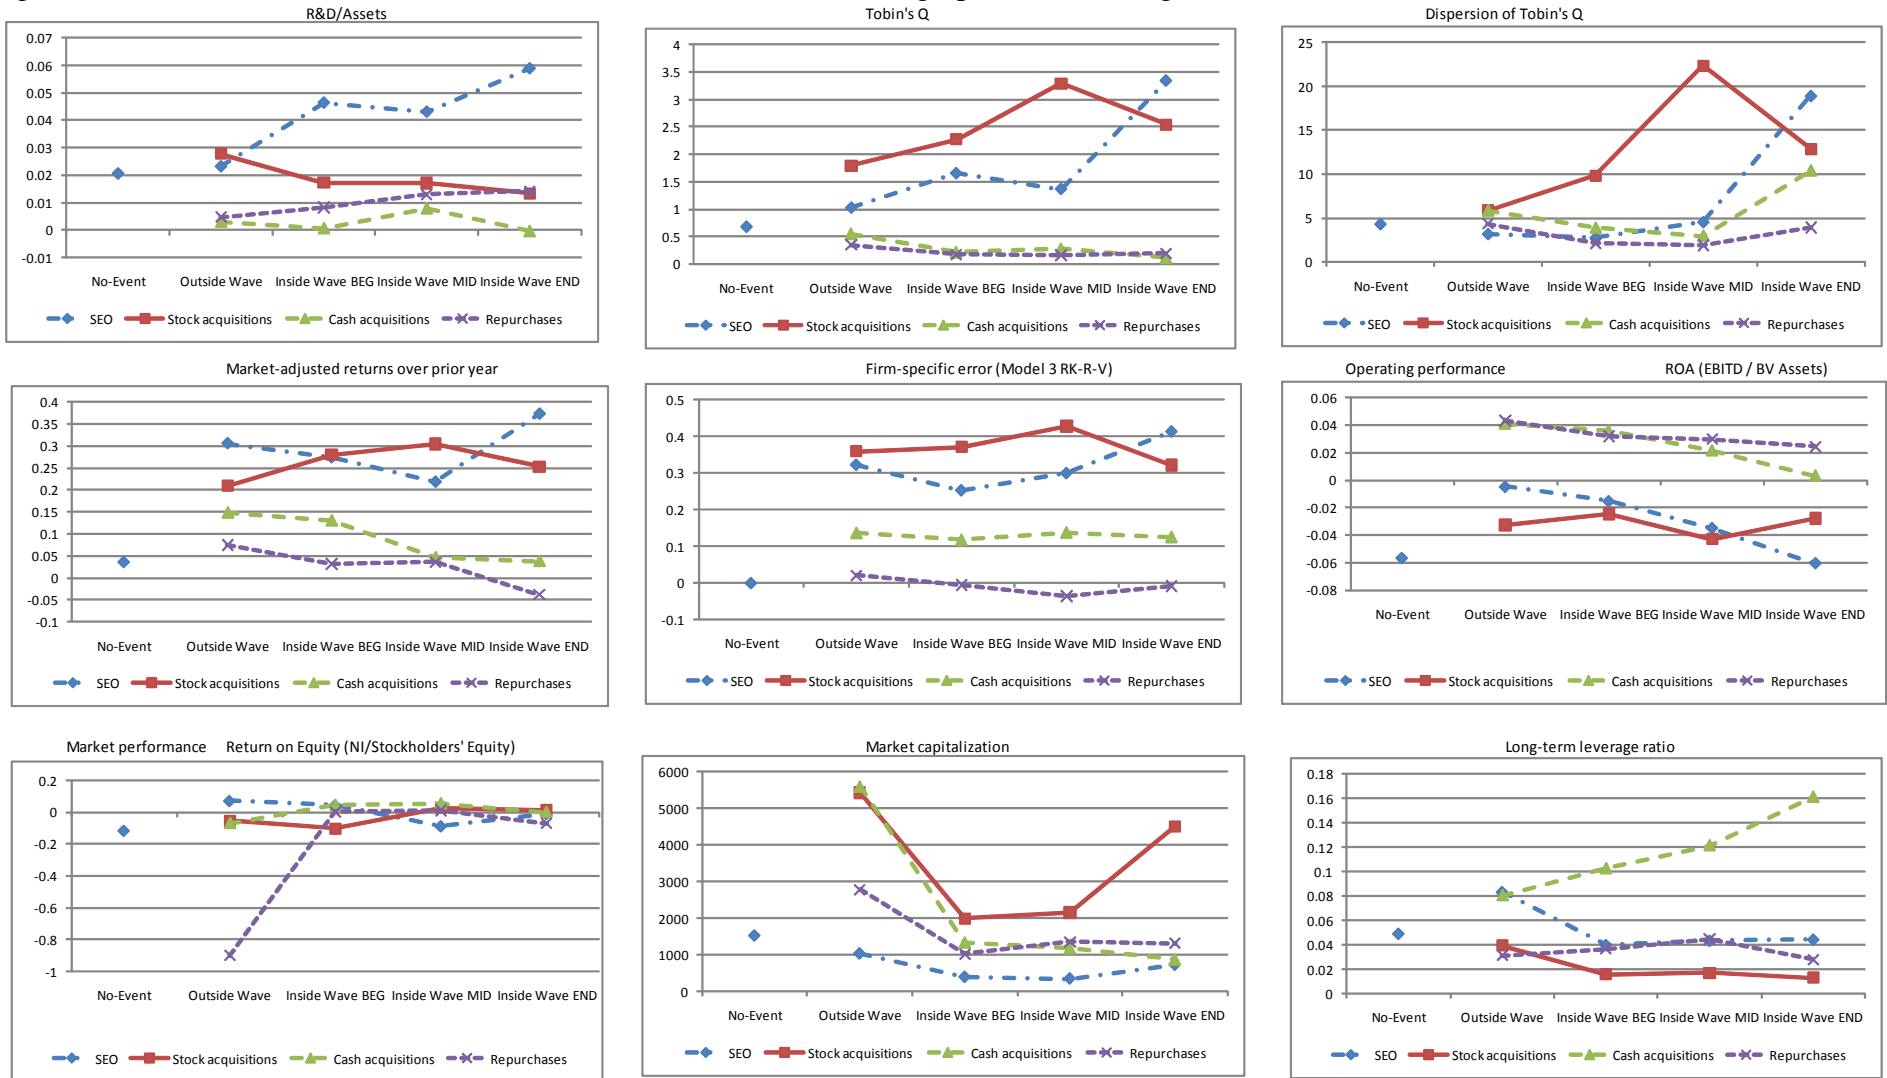 R&D/Assets
0.07
0.06
0.05
0.04
0.03
0.02
0.01
0
-0.01
No-Event Outside Wave Inside Wave BEG Inside Wave MID Inside Wave END
SEO Stock acquisitions Cash acquisitions Repurchases
Tobin's Q
4
3.5
3
2.5
2
1.5
1
0.5
0
No-Event Outside Wave Inside Wave BEG Inside Wave MID Inside Wave END
SEO Stock acquisitions Cash acquisitions Repurchases
Dispersion of Tobin's Q
25
20
15
10
5
0
No-Event Outside Wave Inside Wave BEG Inside Wave MID Inside Wave END
SEO Stock acquisitions Cash acquisitions Repurchases
Market-adjusted returns over prior year
0.4
0.35
0.3
0.25
0.2
0.15
0.1
0.05
0
-0.05
-0.1
No-Event Outside Wave Inside Wave BEG Inside Wave MID Inside Wave END
SEO Stock acquisitions Cash acquisitions Repurchases
Firm-specific error (Model 3 RK-R-V)
0.5
0.4
0.3
0.2
0.1
0
-0.1
No-Event Outside Wave Inside Wave BEG Inside Wave MID Inside Wave END
SEO Stock acquisitions Cash acquisitions Repurchases
Operating performance ROA (EBITD / BV Assets)
0.06
0.04
0.02
0
-0.02
-0.04
-0.06
-0.08
No-Event Outside Wave Inside Wave BEG Inside Wave MID Inside Wave END
SEO Stock acquisitions Cash acquisitions Repurchases
Market performance Return on Equity (NI/Stockholders' Equity)
0.2
0
-0.2
-0.4
-0.6
-0.8
-1
No-Event Outside Wave Inside Wave BEG Inside Wave MID Inside Wave END
SEO Stock acquisitions Cash acquisitions Repurchases
Market capitalization
6000
5000
4000
3000
2000
1000
0
No-Event Outside Wave Inside Wave BEG Inside Wave MID Inside Wave END
SEO Stock acquisitions Cash acquisitions Repurchases
Long-term leverage ratio
0.18
0.16
0.14
0.12
0.1
0.08
0.06
0.04
0.02
0
No-Event Outside Wave Inside Wave BEG Inside Wave MID Inside Wave END
SEO Stock acquisitions Cash acquisitions Repurchases